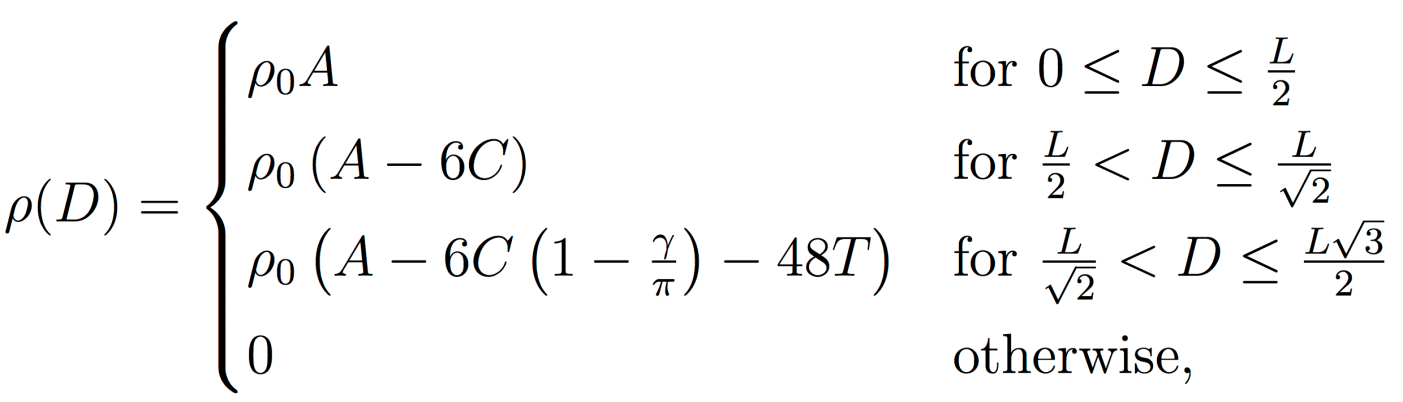 ρ(D) = { ρ₀A for 0 ≤ D ≤ L/2
ρ₀ (A − 6C) for L/2 < D ≤ L/√2
ρ₀ (A − 6C (1 − γ/π) − 48T) for L/√2 < D ≤ L√3/2
0 otherwise,